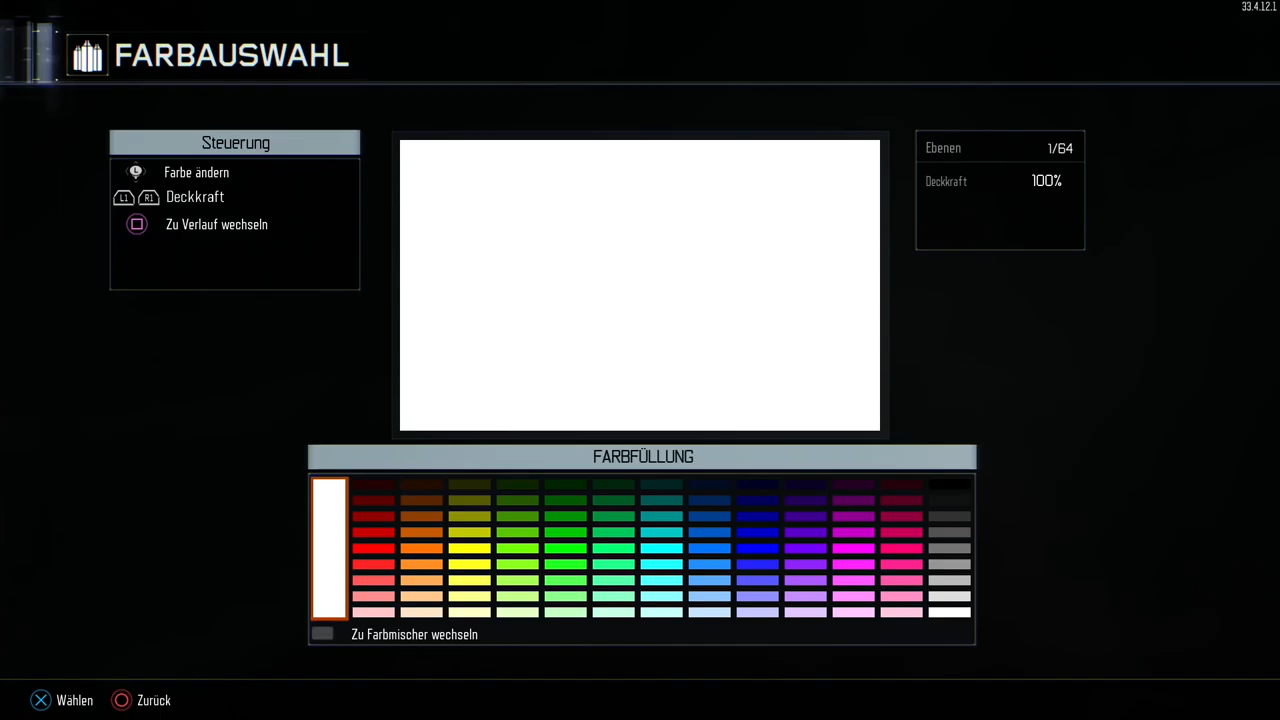 33.4.12.1
FARBAUSWAHL
Steuerung
L Farbe ändern
L1 R1 Deckkraft
Zu Verlauf wechseln
Ebenen 1/64
Deckkraft 100%
FARBFÜLLUNG
Zu Farbmischer wechseln
Wählen Zurück